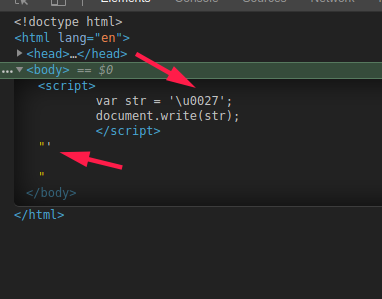 Elements Console Sources Network
<!doctype html>
<html lang="en">
<head>…</head>
<body> == $0
<script>
var str = '\u0027';
document.write(str);
</script>
"'
"
</body>
</html>